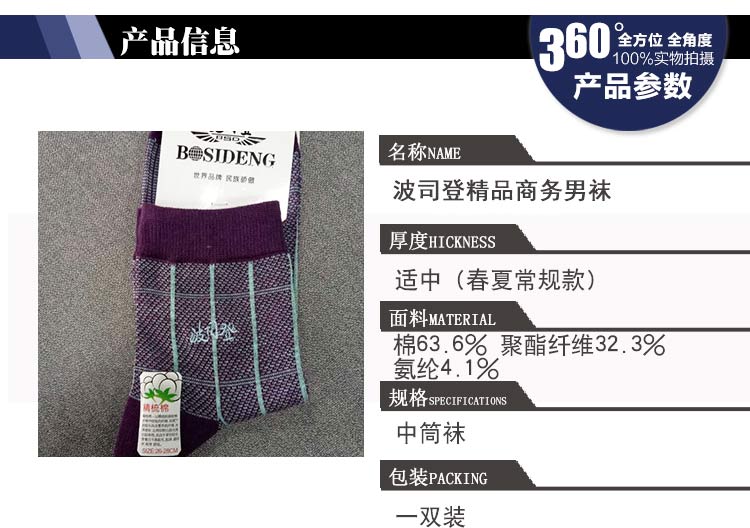 产品信息
360°全方位 全角度
100%实物拍摄
产品参数
BSD
BOSIDENG
世界品牌 民族骄傲
波司登
精梳棉
SIZE:26-28CM
名称NAME
波司登精品商务男袜
厚度HICKNESS
适中（春夏常规款）
面料MATERIAL
棉63.6% 聚酯纤维32.3%
氨纶4.1%
规格SPECIFICATIONS
中筒袜
包装PACKING
一双装